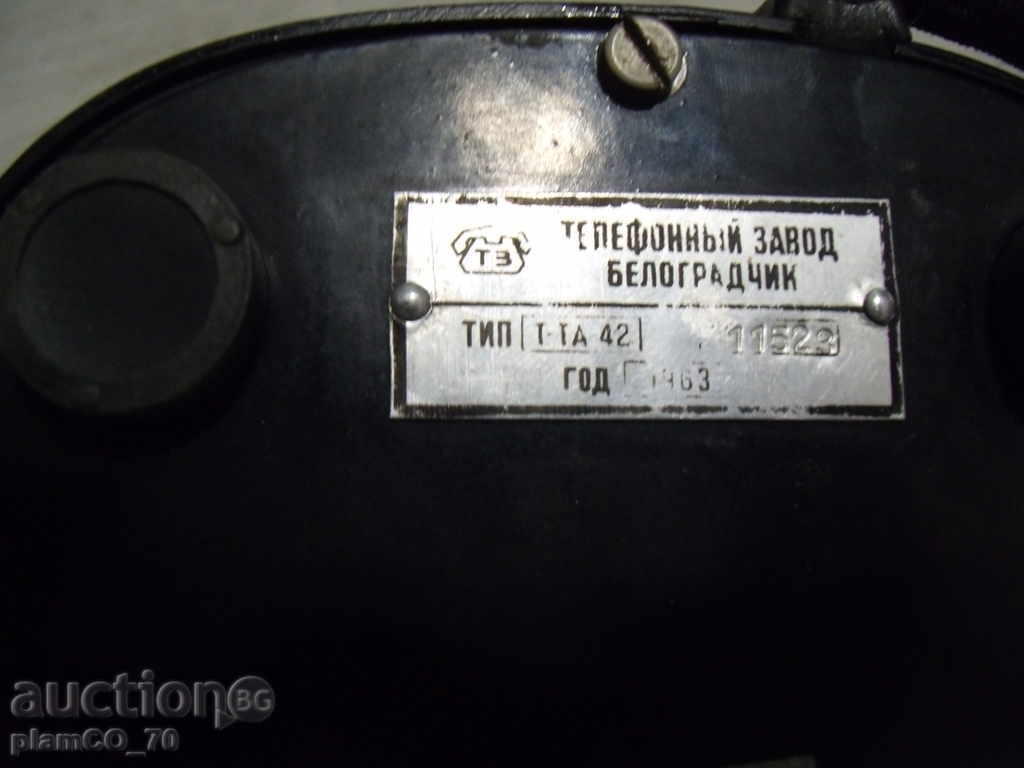 ТЗ
ТЕЛЕФОННЫЙ ЗАВОД
БЕЛОГРАДЧИК
ТИП Т-ТА 42 11523
ГОД 1963
auctionBG
plamCO_70